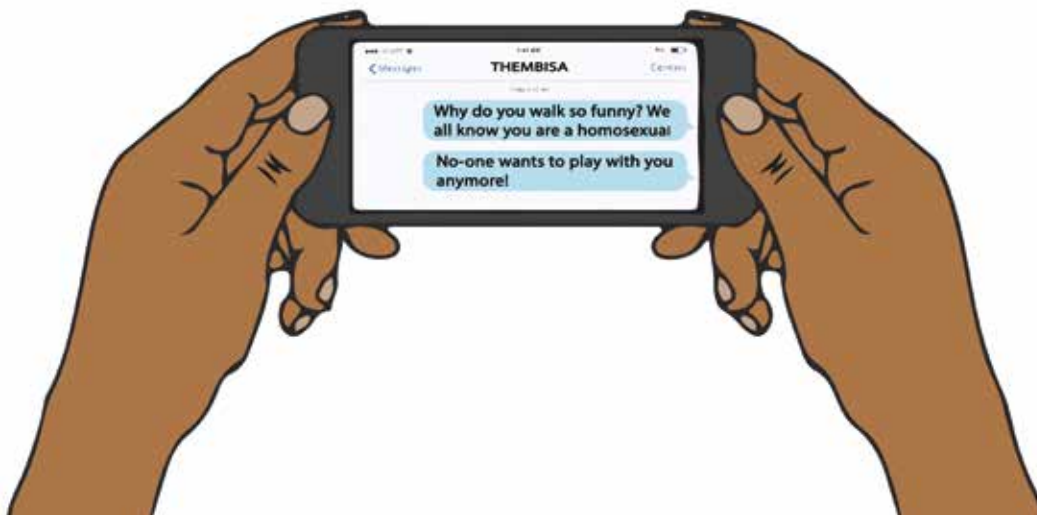 Messages
THEMBISA
Contact
Why do you walk so funny? We
all know you are a homosexual
No-one wants to play with you
anymore!